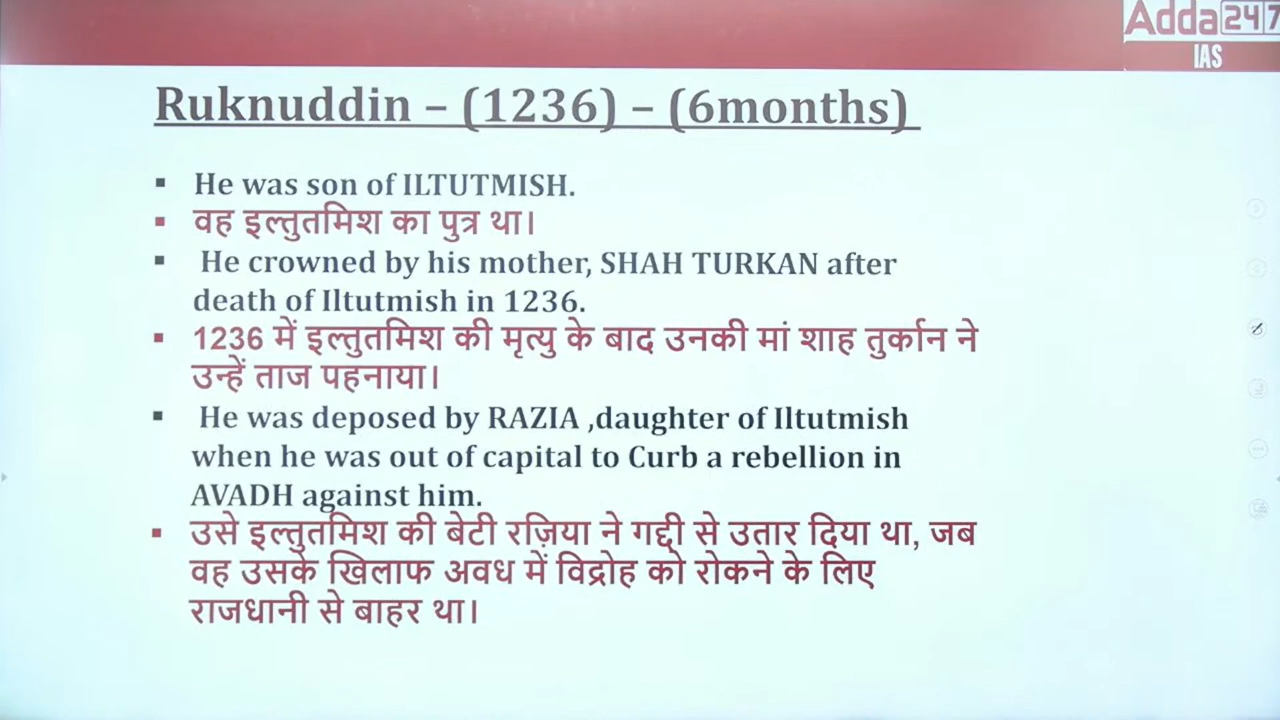 Adda247
IAS
Ruknuddin – (1236) – (6months)
▪ He was son of ILTUTMISH.
▪ वह इल्तुतमिश का पुत्र था।
▪ He crowned by his mother, SHAH TURKAN after
death of Iltutmish in 1236.
▪ 1236 में इल्तुतमिश की मृत्यु के बाद उनकी मां शाह तुर्कान ने
उन्हें ताज पहनाया।
▪ He was deposed by RAZIA ,daughter of Iltutmish
when he was out of capital to Curb a rebellion in
AVADH against him.
▪ उसे इल्तुतमिश की बेटी रज़िया ने गद्दी से उतार दिया था, जब
वह उसके खिलाफ अवध में विद्रोह को रोकने के लिए
राजधानी से बाहर था।